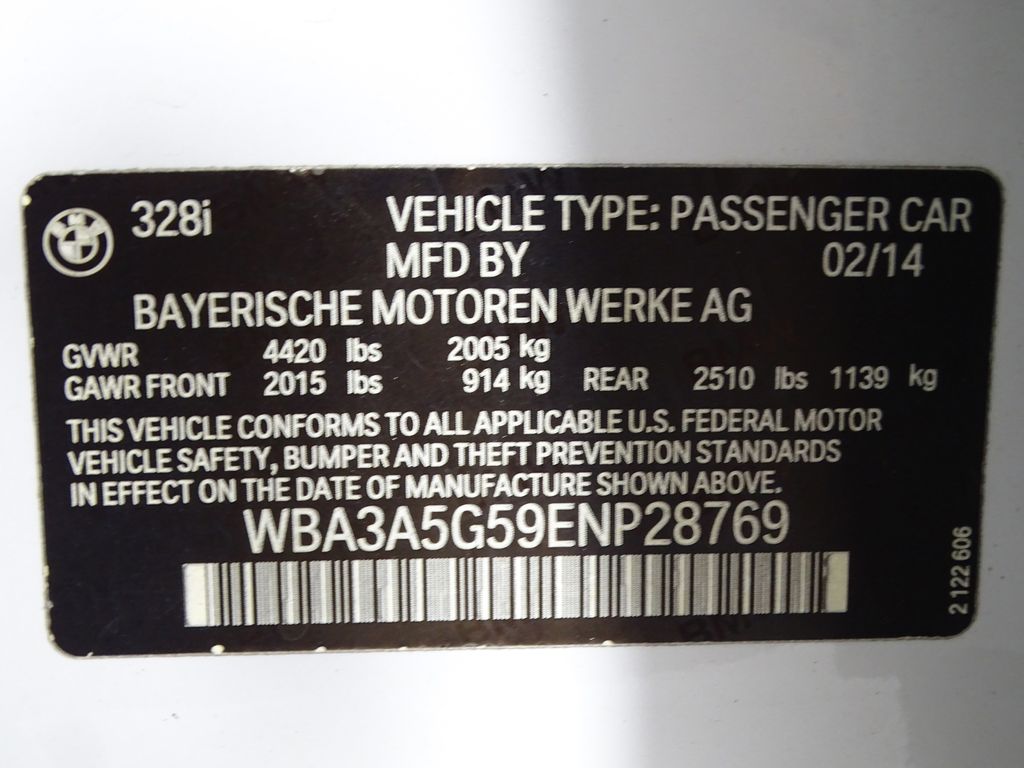 328i VEHICLE TYPE: PASSENGER CAR
MFD BY 02/14
BAYERISCHE MOTOREN WERKE AG
GVWR 4420 lbs 2005 kg
GAWR FRONT 2015 lbs 914 kg REAR 2510 lbs 1139 kg
THIS VEHICLE CONFORMS TO ALL APPLICABLE U.S. FEDERAL MOTOR
VEHICLE SAFETY, BUMPER AND THEFT PREVENTION STANDARDS
IN EFFECT ON THE DATE OF MANUFACTURE SHOWN ABOVE.
WBA3A5G59ENP28769
2 122 606